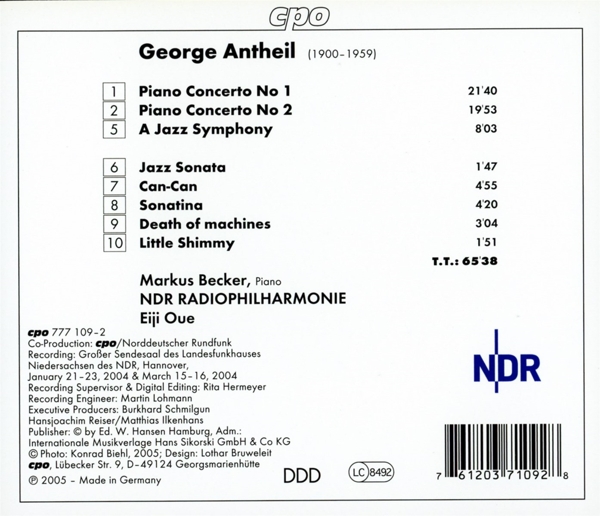 cpo
George Antheil (1900–1959)
1 Piano Concerto No 1 21'40
2 Piano Concerto No 2 19'53
5 A Jazz Symphony 8'03
6 Jazz Sonata 1'47
7 Can-Can 4'55
8 Sonatina 4'20
9 Death of machines 3'04
10 Little Shimmy 1'51
T.T.: 65'38
Markus Becker, Piano
NDR RADIOPHILHARMONIE
Eiji Oue
cpo 777 109–2
Co-Production: cpo/Norddeutscher Rundfunk
Recording: Großer Sendesaal des Landesfunkhauses
Niedersachsen des NDR, Hannover,
January 21–23, 2004 & March 15–16, 2004
Recording Supervisor & Digital Editing: Rita Hermeyer
Recording Engineer: Martin Lohmann
Executive Producers: Burkhard Schmilgun
Hansjoachim Reiser/Matthias Ilkenhans
Publisher: © by Ed. W. Hansen Hamburg, Adm.:
Internationale Musikverlage Hans Sikorski GmbH & Co KG
© Photo: Konrad Biehl, 2005; Design: Lothar Bruweleit
cpo, Lübecker Str. 9, D–49124 Georgsmarienhütte
℗ 2005 – Made in Germany
DDD
LC 8492
NDR
7 61203 71092 8